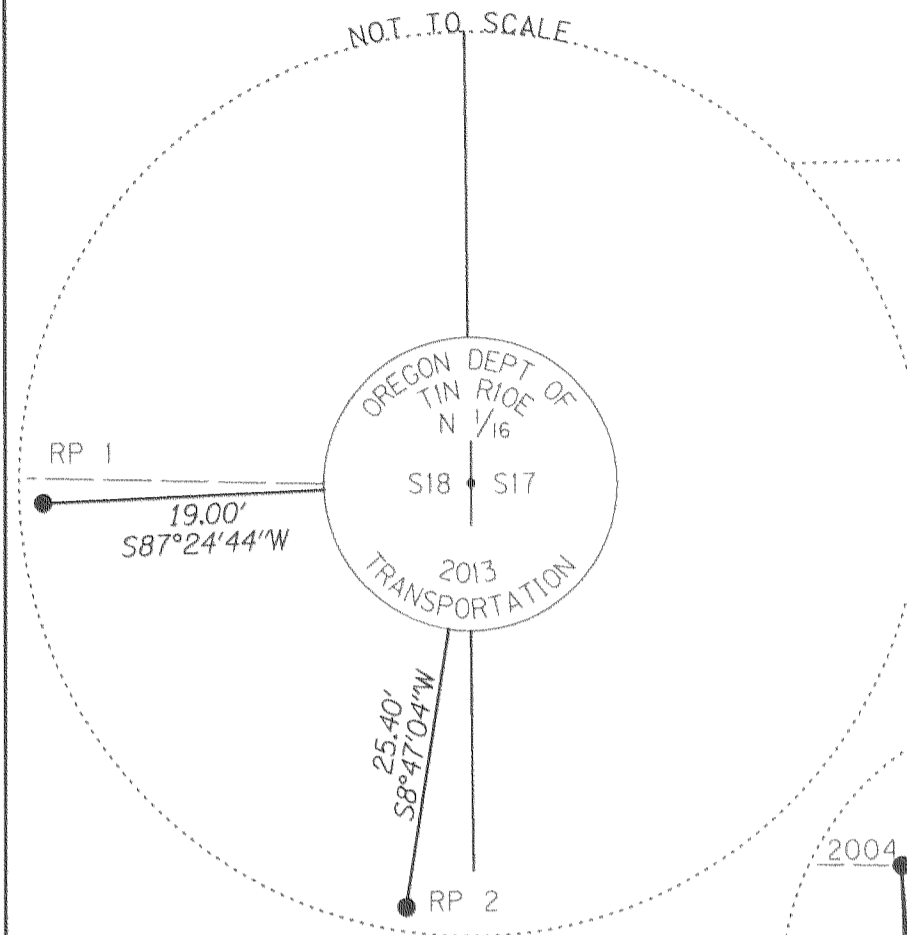 NOT TO SCALE
OREGON DEPT OF
T1N R10E
N 1/16
RP 1
S18 S17
19.00'
S87°24'44"W
2013
TRANSPORTATION
25.40'
S8°47'04"W
2004
RP 2